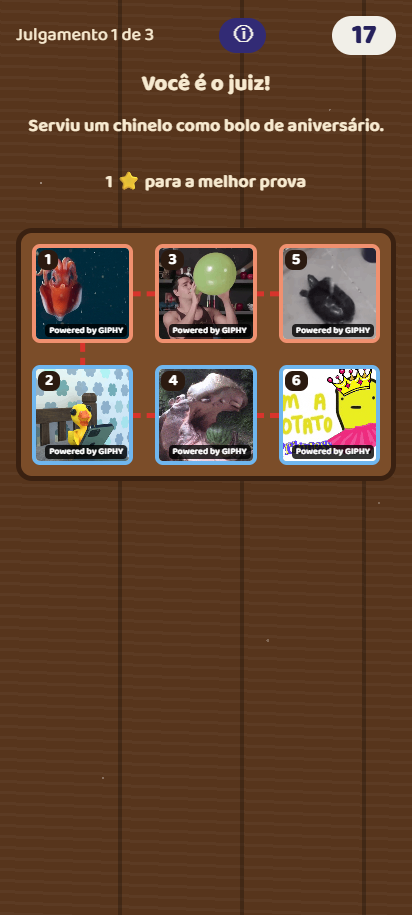 Julgamento 1 de 3
17
Você é o juiz!
Serviu um chinelo como bolo de aniversário.
1 ⭐ para a melhor prova
1
Powered by GIPHY
3
Powered by GIPHY
5
Powered by GIPHY
2
Powered by GIPHY
4
Powered by GIPHY
6
M A
OTATO
Powered by GIPHY